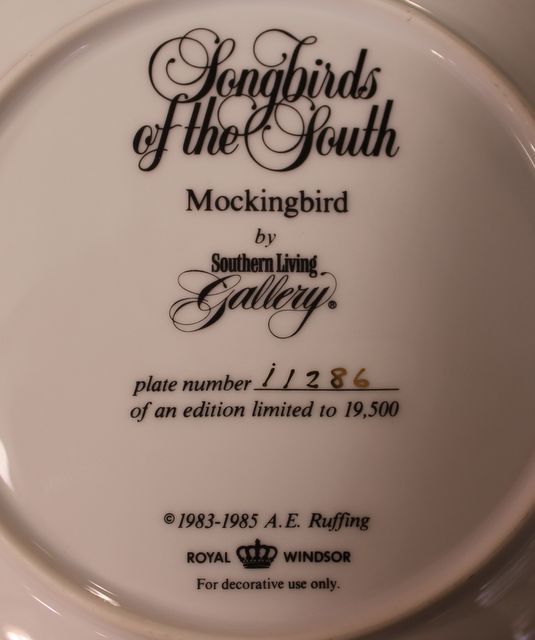 Songbirds
of the South
Mockingbird
by
Southern Living
Gallery®
plate number 11286
of an edition limited to 19,500
© 1983-1985 A.E. Ruffing
ROYAL WINDSOR
For decorative use only.